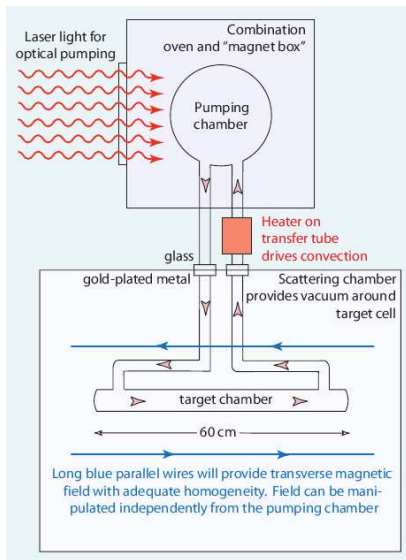 Laser light for
optical pumping
Combination
oven and “magnet box”
Pumping
chamber
Heater on
transfer tube
drives convection
glass
gold-plated metal
Scattering chamber
provides vacuum around
target cell
target chamber
60 cm
Long blue parallel wires will provide transverse magnetic
field with adequate homogeneity. Field can be mani-
pulated independently from the pumping chamber